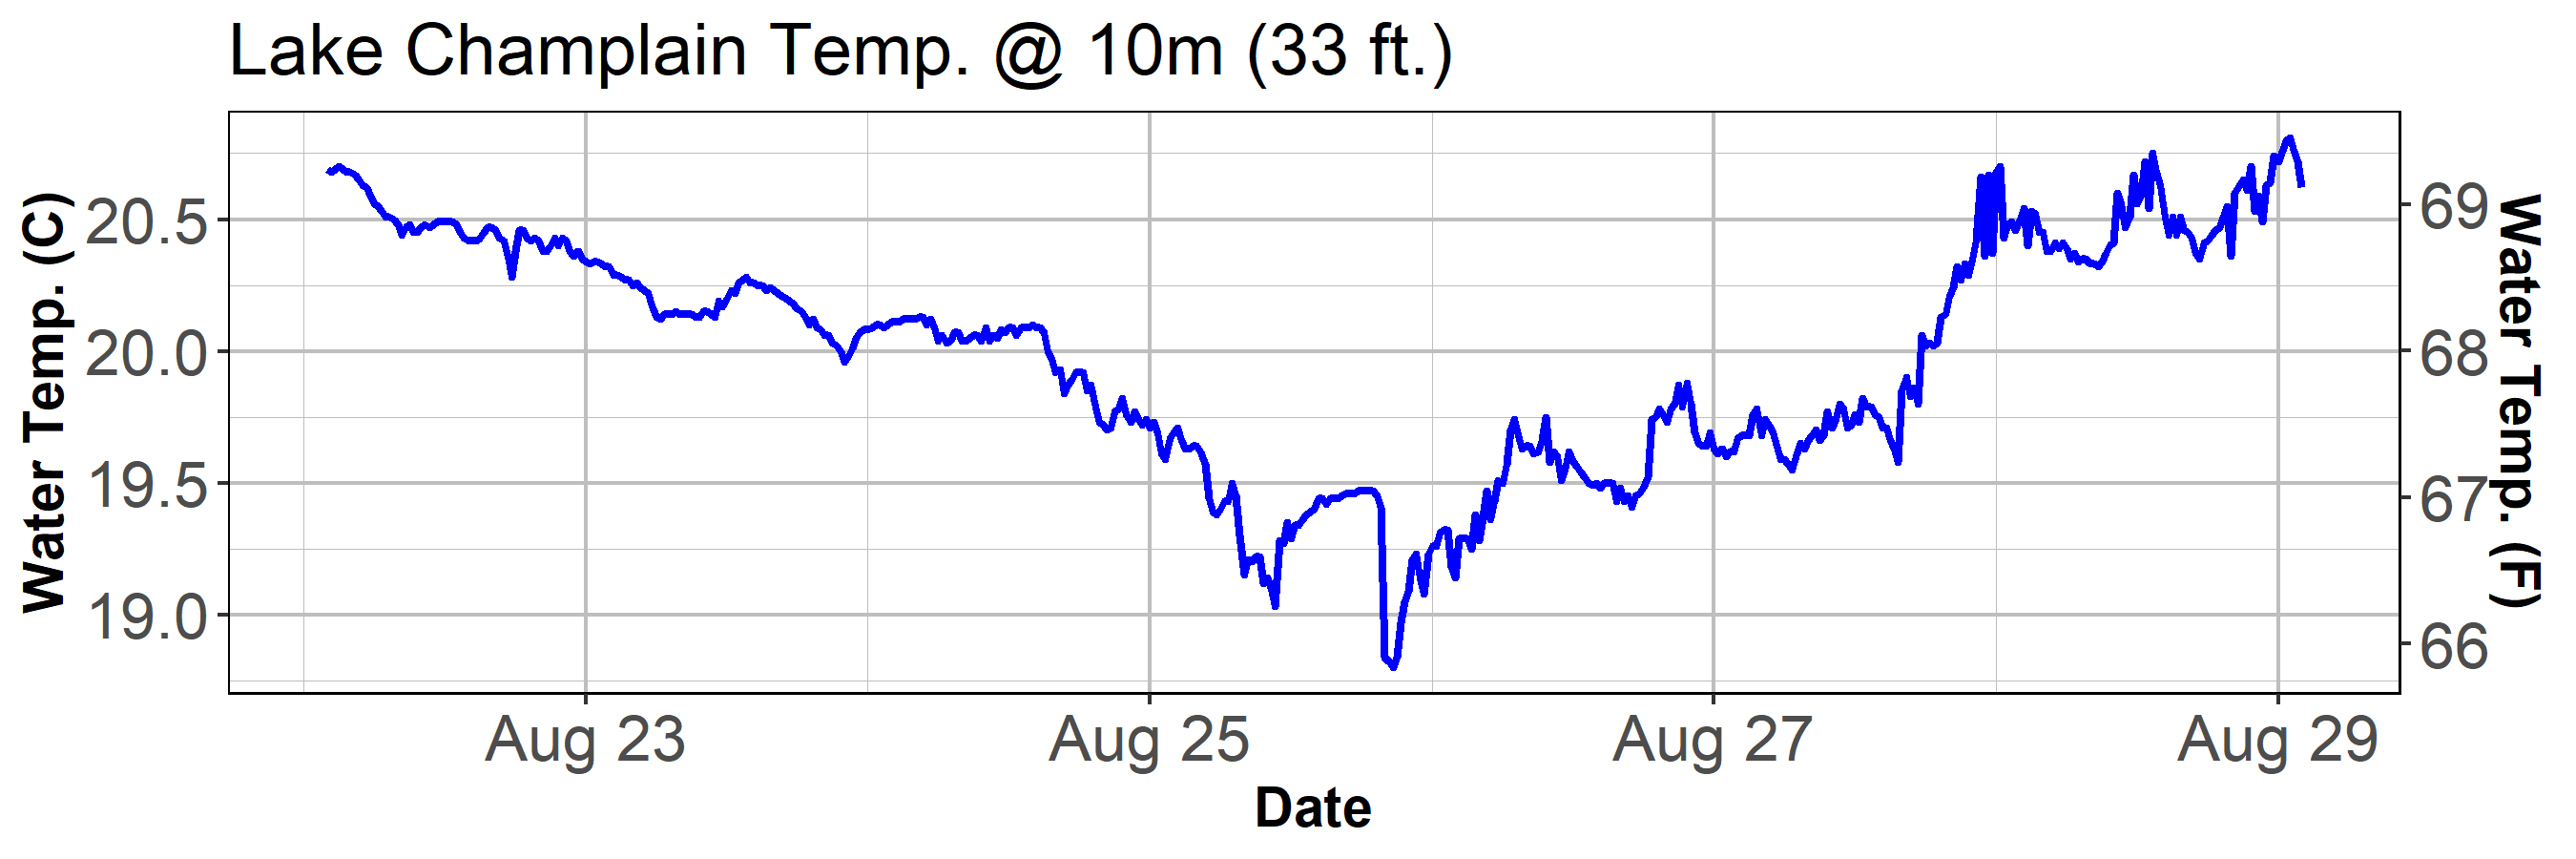 Lake Champlain Temp. @ 10m (33 ft.)
Water Temp. (C)
20.5
20.0
19.5
19.0
69
68
67
66
Water Temp. (F)
Aug 23
Aug 25
Aug 27
Aug 29
Date